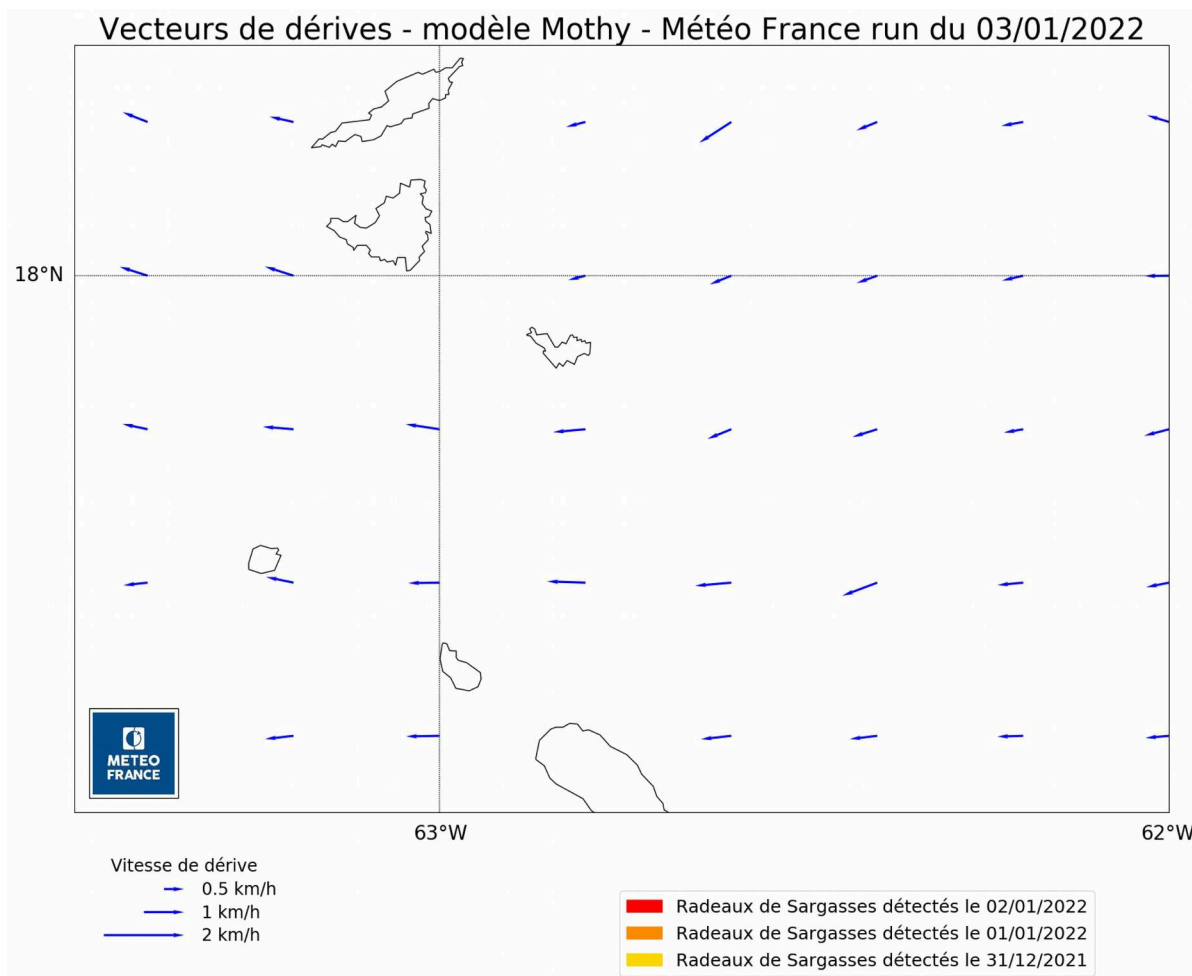 Vecteurs de dérives - modèle Mothy - Météo France run du 03/01/2022
18°N
METEO
FRANCE
63°W
62°W
Vitesse de dérive
0.5 km/h
1 km/h
2 km/h
Radeaux de Sargasses détectés le 02/01/2022
Radeaux de Sargasses détectés le 01/01/2022
Radeaux de Sargasses détectés le 31/12/2021